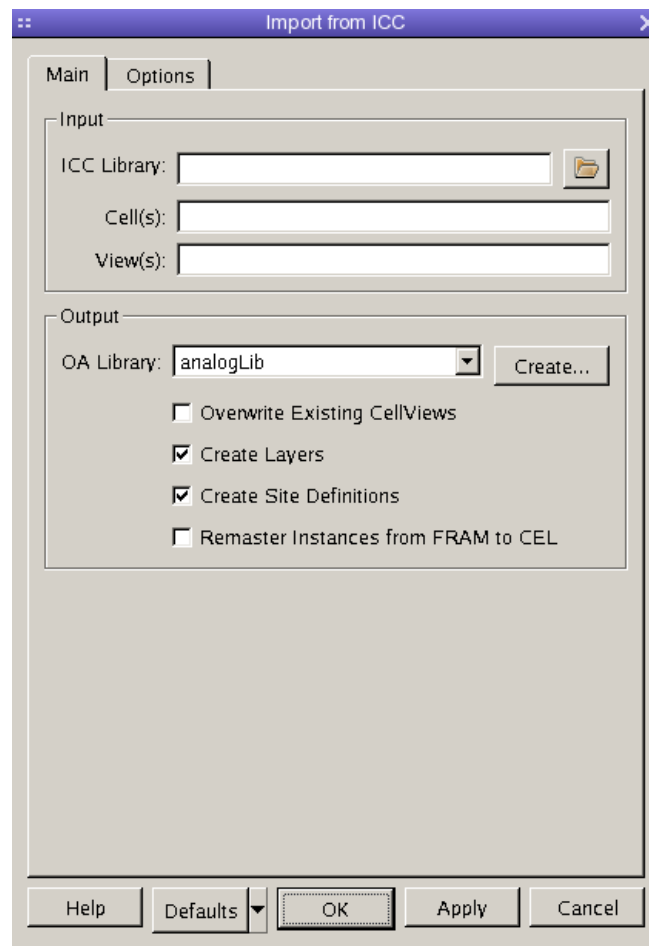 Import from ICC
Main Options
Input
ICC Library:
Cell(s):
View(s):
Output
OA Library: analogLib Create...
Overwrite Existing CellViews
Create Layers
Create Site Definitions
Remaster Instances from FRAM to CEL
Help Defaults OK Apply Cancel